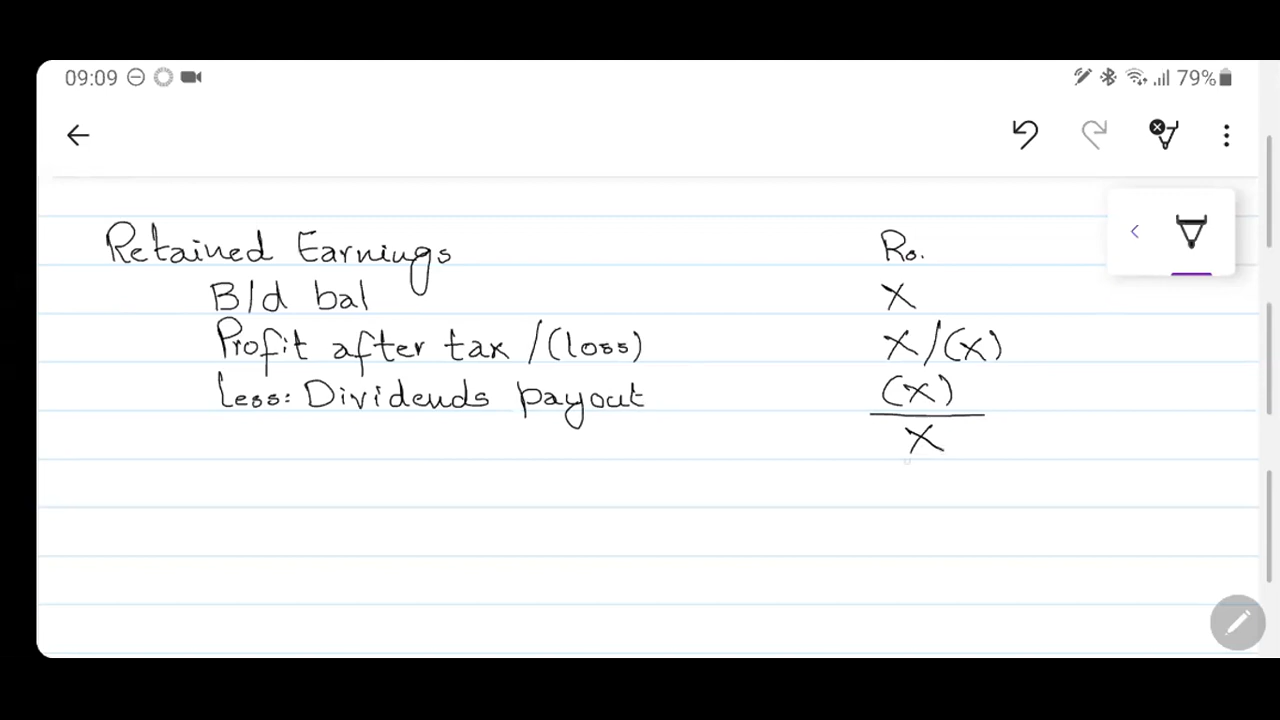 09:09 79%
Retained Earnings Rs.
B/d bal X
Profit after tax /(loss) X/(X)
Less: Dividends payout (X)
X